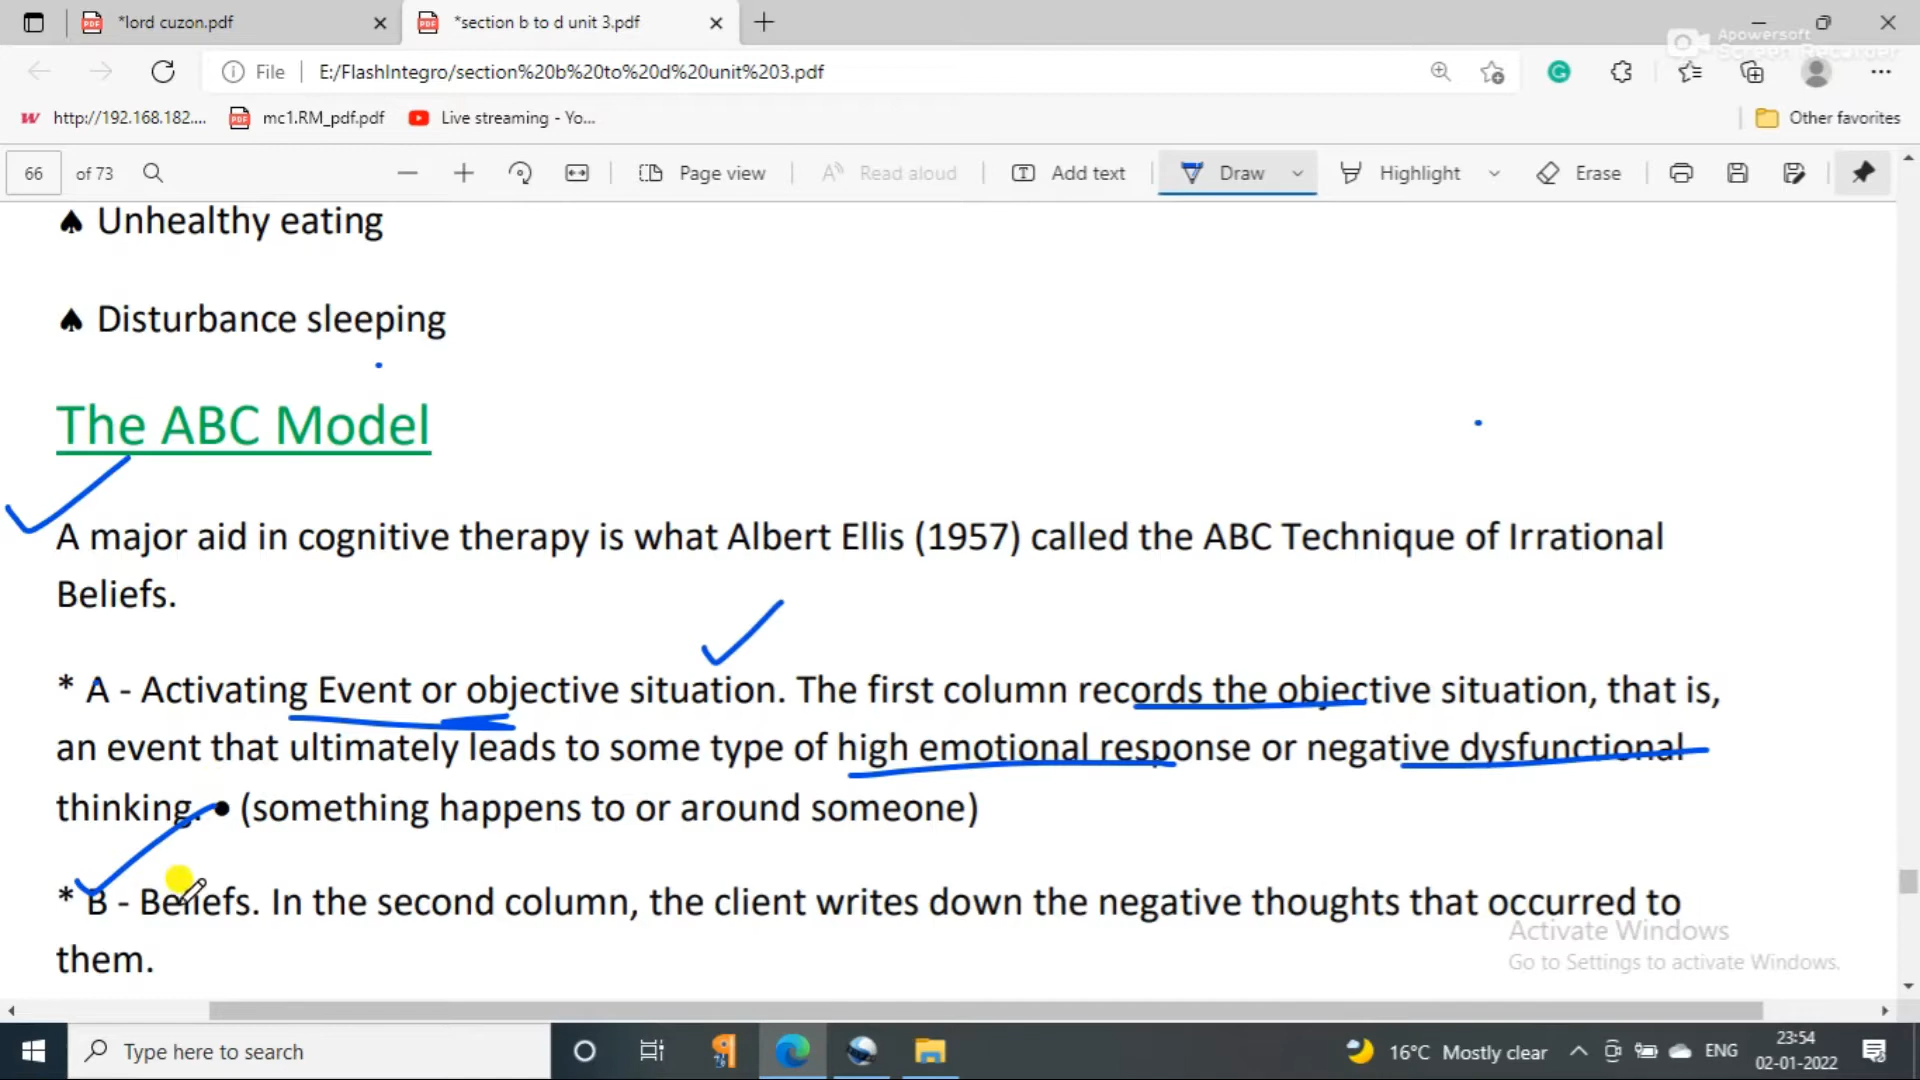 *lord cuzon.pdf
*section b to d unit 3.pdf
Apowersoft
Screen Recorder
File
E:/FlashIntegro/section%20b%20to%20d%20unit%203.pdf
http://192.168.182....
mc1.RM_pdf.pdf
Live streaming - Yo...
Other favorites
66 of 73
Page view
Read aloud
Add text
Draw
Highlight
Erase
♠ Unhealthy eating
♠ Disturbance sleeping
The ABC Model
A major aid in cognitive therapy is what Albert Ellis (1957) called the ABC Technique of Irrational
Beliefs.
* A - Activating Event or objective situation. The first column records the objective situation, that is,
an event that ultimately leads to some type of high emotional response or negative dysfunctional
thinking. ● (something happens to or around someone)
* B - Beliefs. In the second column, the client writes down the negative thoughts that occurred to
them.
Activate Windows
Go to Settings to activate Windows.
Type here to search
16°C Mostly clear
ENG
23:54
02-01-2022